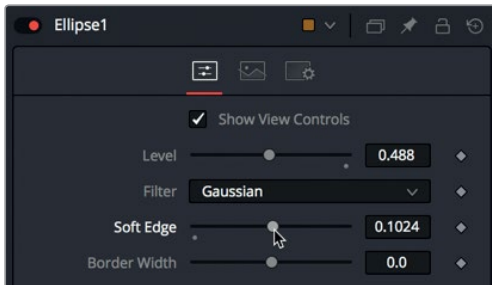 Ellipse1
Show View Controls
Level 0.488
Filter Gaussian
Soft Edge 0.1024
Border Width 0.0